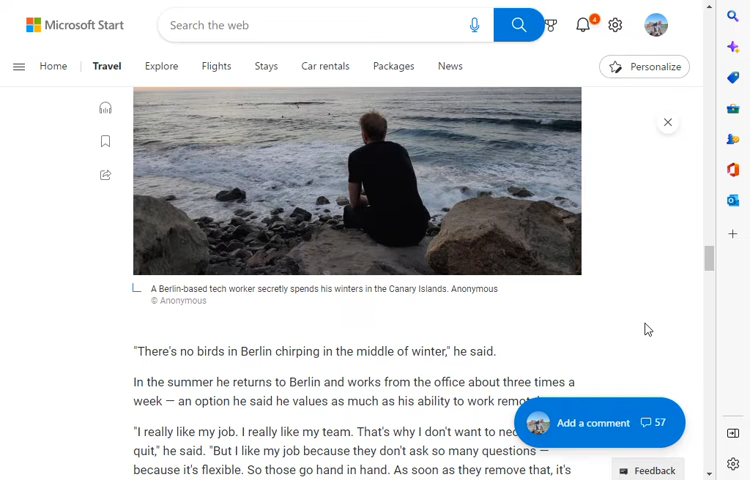 Microsoft Start
Search the web
4
Home
Travel
Explore
Flights
Stays
Car rentals
Packages
News
Personalize
A Berlin-based tech worker secretly spends his winters in the Canary Islands. Anonymous
© Anonymous
"There's no birds in Berlin chirping in the middle of winter," he said.
In the summer he returns to Berlin and works from the office about three times a
week — an option he said he values as much as his ability to work
Add a comment 57
"I really like my job. I really like my team. That's why I don't want to
quit," he said. "But I like my job because they don't ask so many questions —
because it's flexible. So those go hand in hand. As soon as they remove that, it's
Feedback